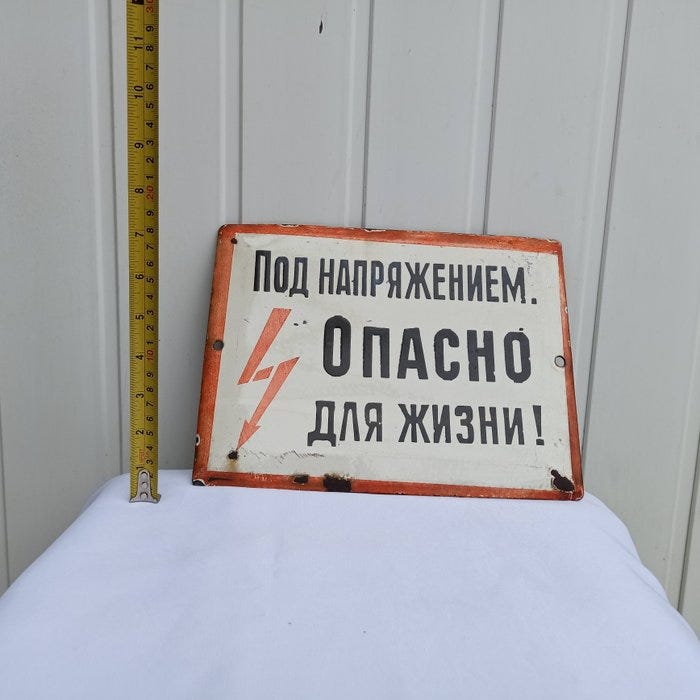 Под напряжением.
Опасно
для жизни!